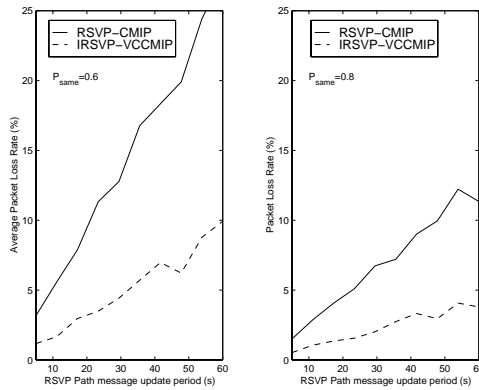 25
20
15
10
5
0
Average Packet Loss Rate (%)
RSVP−CMIP
IRSVP−VCCMIP
P_same=0.6
10 20 30 40 50 60
RSVP Path message update period (s)
25
20
15
10
5
0
Packet Loss Rate (%)
RSVP−CMIP
IRSVP−VCCMIP
P_same=0.8
10 20 30 40 50 60
RSVP Path message update period (s)